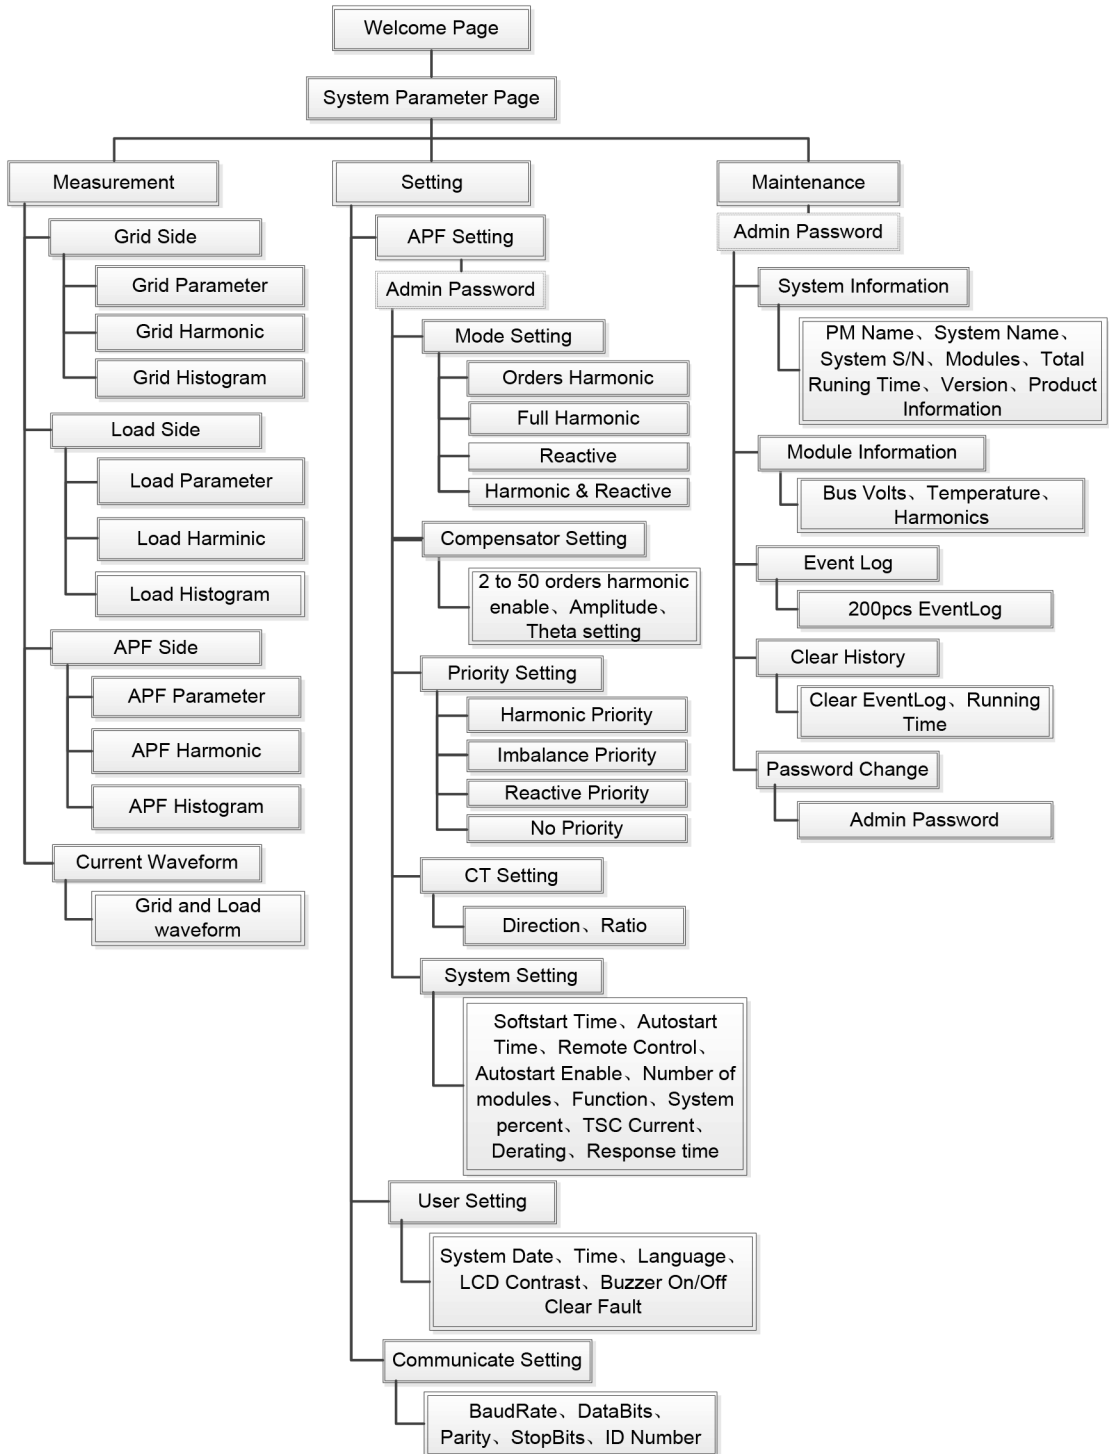 Welcome Page
System Parameter Page
Measurement
Grid Side
Grid Parameter
Grid Harmonic
Grid Histogram
Load Side
Load Parameter
Load Harminic
Load Histogram
APF Side
APF Parameter
APF Harmonic
APF Histogram
Current Waveform
Grid and Load
waveform
Setting
APF Setting
Admin Password
Mode Setting
Orders Harmonic
Full Harmonic
Reactive
Harmonic & Reactive
Compensator Setting
2 to 50 orders harmonic
enable、Amplitude、
Theta setting
Priority Setting
Harmonic Priority
Imbalance Priority
Reactive Priority
No Priority
CT Setting
Direction、Ratio
System Setting
Softstart Time、Autostart
Time、Remote Control、
Autostart Enable、Number of
modules、Function、System
percent、TSC Current、
Derating、Response time
User Setting
System Date、Time、Language、
LCD Contrast、Buzzer On/Off
Clear Fault
Communicate Setting
BaudRate、DataBits、
Parity、StopBits、ID Number
Maintenance
Admin Password
System Information
PM Name、System Name、
System S/N、Modules、Total
Runing Time、Version、Product
Information
Module Information
Bus Volts、Temperature、
Harmonics
Event Log
200pcs EventLog
Clear History
Clear EventLog、Running
Time
Password Change
Admin Password